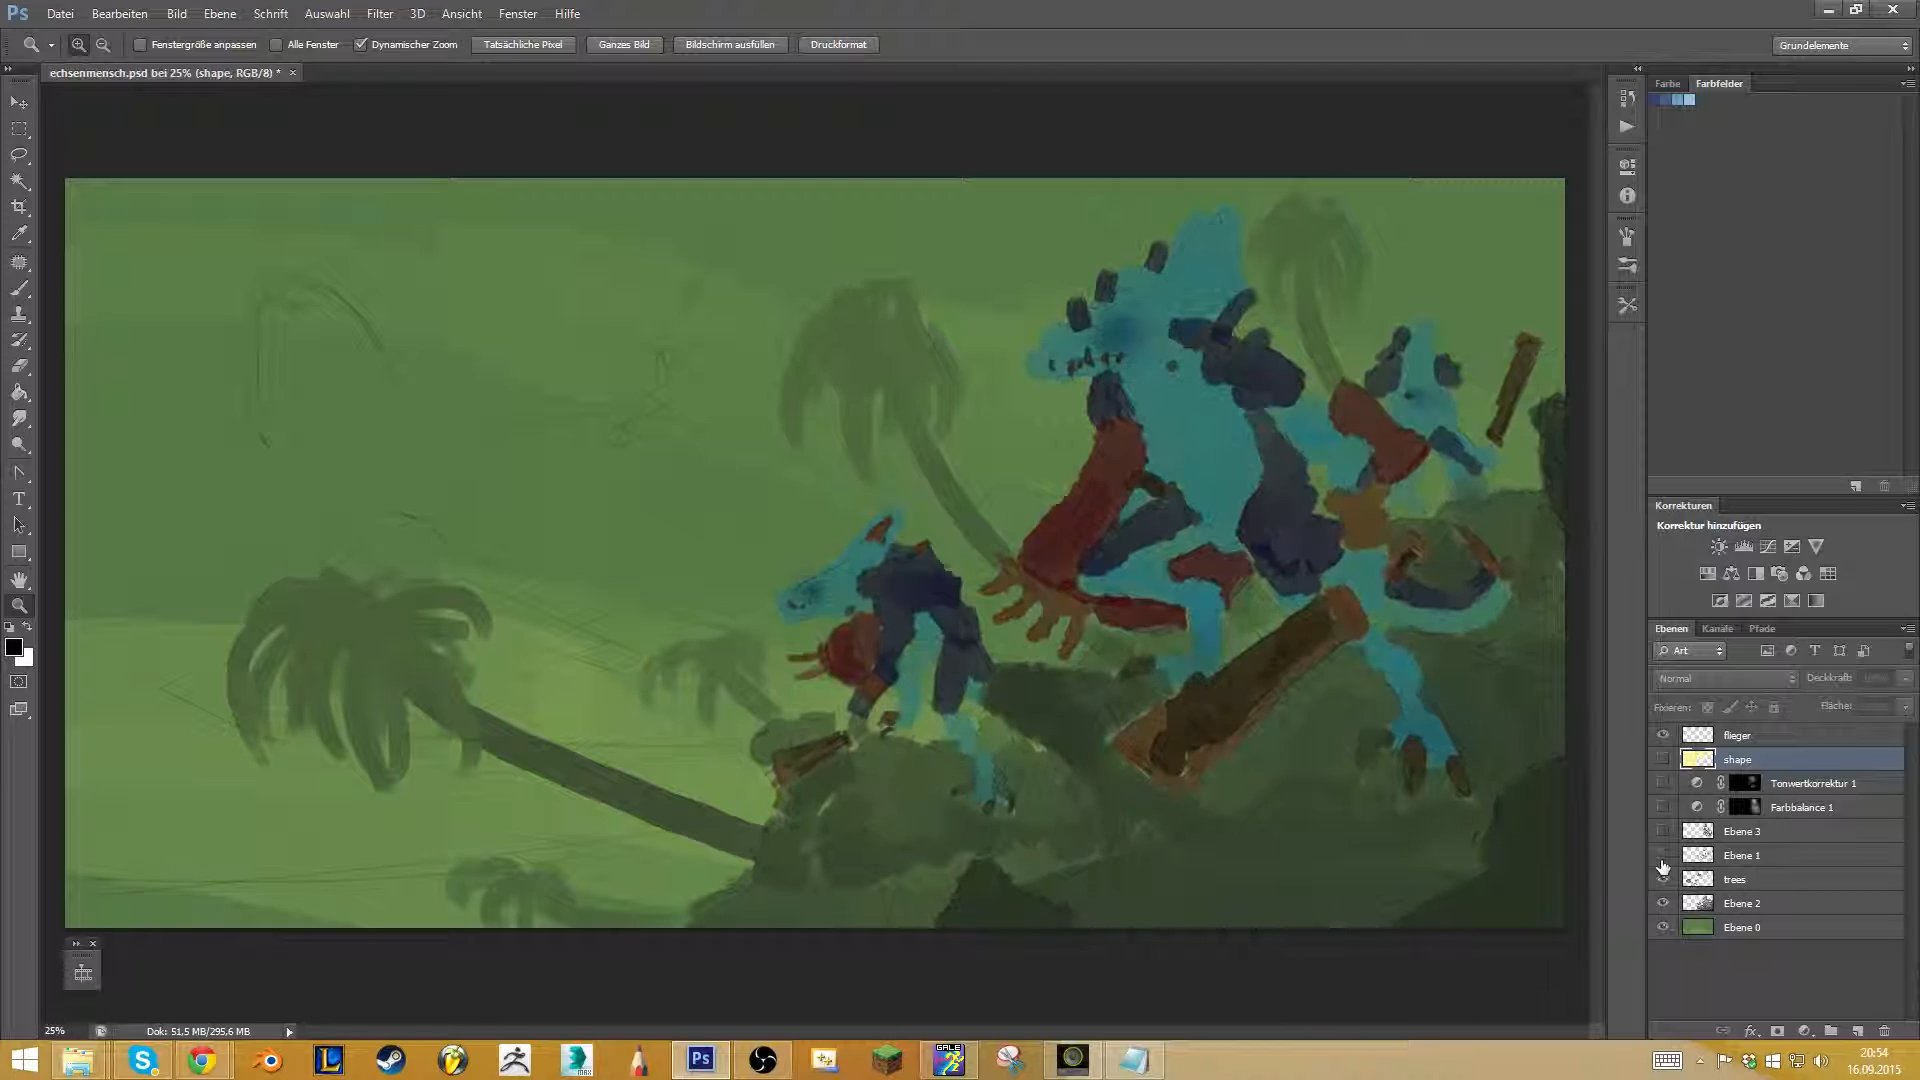 Ps Datei Bearbeiten Bild Ebene Schrift Auswahl Filter 3D Ansicht Fenster Hilfe
Fenstergröße anpassen Alle Fenster Dynamischer Zoom Tatsächliche Pixel Ganzes Bild Bildschirm ausfüllen Druckformat Grundelemente
echsenmensch.psd bei 25% (shape, RGB/8) *
Farbe Farbfelder
Korrekturen
Korrektur hinzufügen
Ebenen Kanäle Pfade
Art
Normal Deckkraft:
Fixieren: Fläche:
flieger
shape
Tonwertkorrektur 1
Farbbalance 1
Ebene 3
Ebene 1
trees
Ebene 2
Ebene 0
25% Dok: 51,5 MB/295,6 MB
L MAX Ps GALE
20:54
16.09.2015